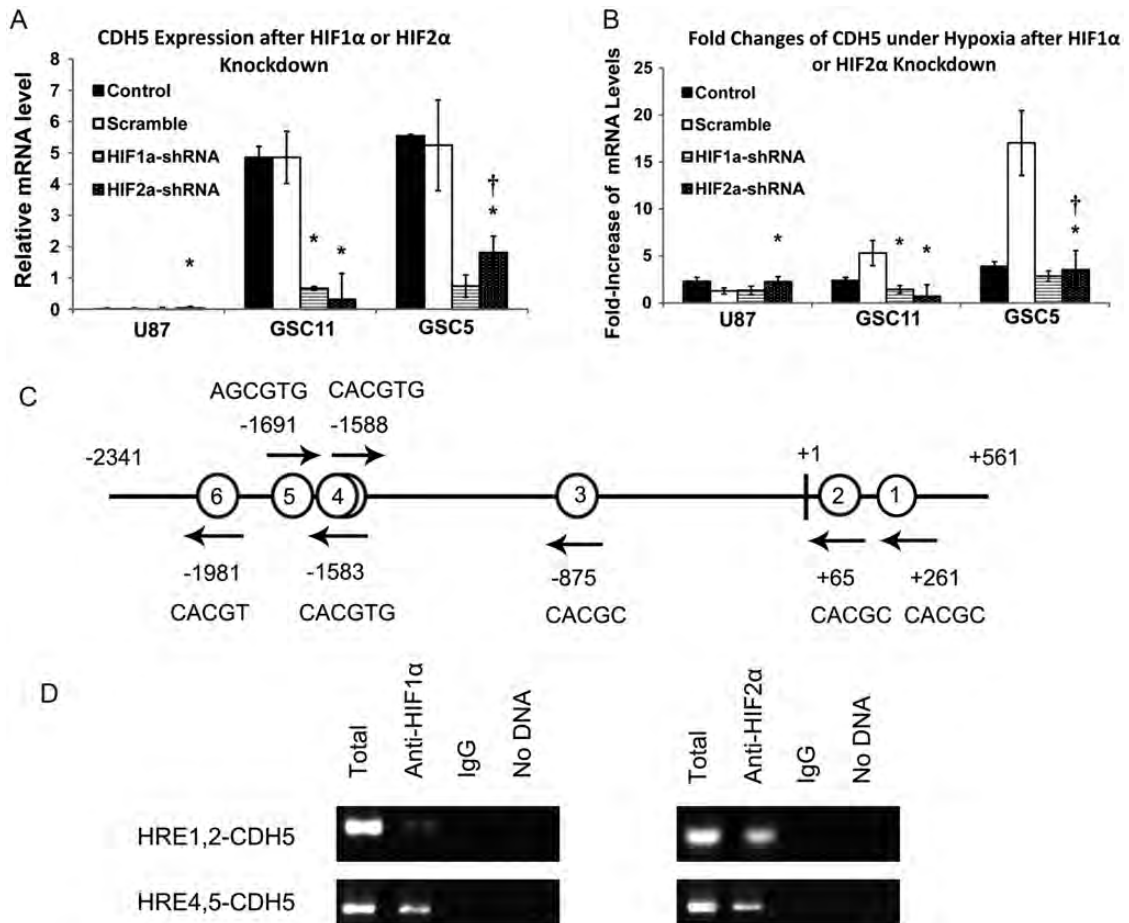 A
CDH5 Expression after HIF1α or HIF2α
Knockdown
Relative mRNA level
8
7
6
5
4
3
2
1
0
Control
Scramble
HIF1a-shRNA
HIF2a-shRNA
*
*
*
†
*
U87
GSC11
GSC5
B
Fold Changes of CDH5 under Hypoxia after HIF1α
or HIF2α Knockdown
Fold-Increase of mRNA Levels
25
20
15
10
5
0
Control
Scramble
HIF1a-shRNA
HIF2a-shRNA
*
*
*
†
*
U87
GSC11
GSC5
C
AGCGTG CACGTG
-1691 -1588
-2341 +1 +561
6 5 4 3 2 1
-1981 -1583 -875 +65 +261
CACGT CACGTG CACGC CACGC CACGC
D
Total Anti-HIF1α IgG No DNA
Total Anti-HIF2α IgG No DNA
HRE1,2-CDH5
HRE4,5-CDH5